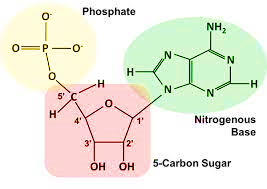 O⁻
Phosphate
NH₂
O=P-O⁻
N
N
H
O
N
N
H
5'
C
H
H
O
4'
1'
Nitrogenous
Base
3'
2'
OH
OH
5-Carbon Sugar